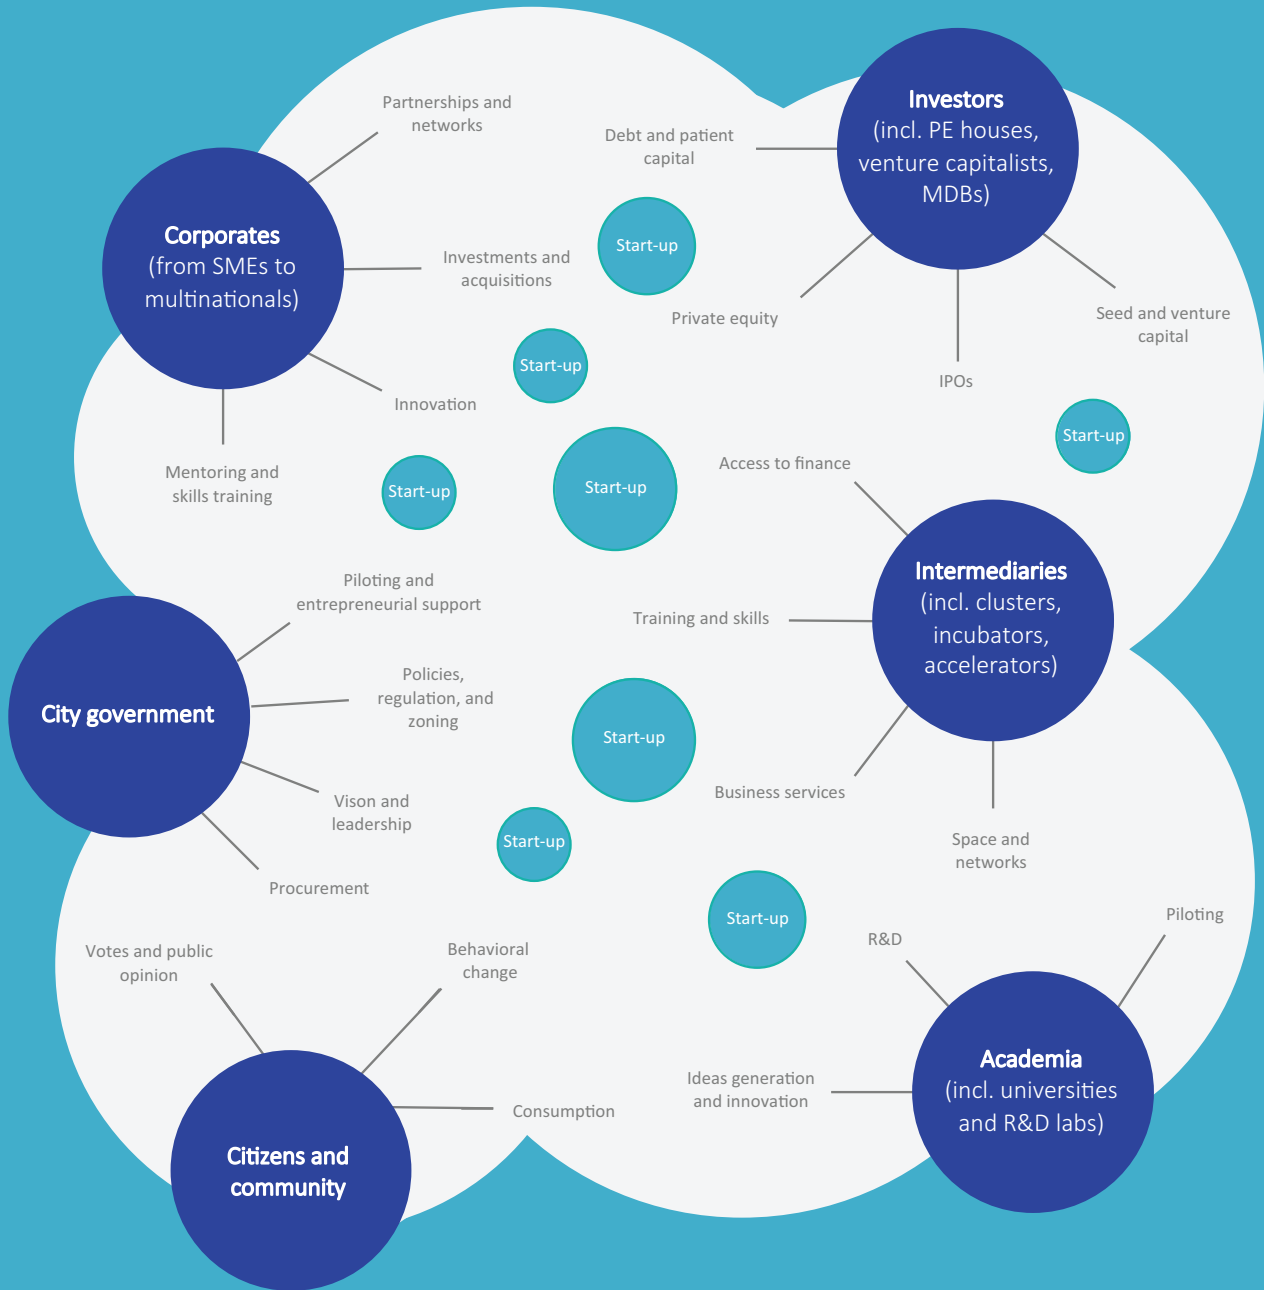 Partnerships and
networks
Corporates
(from SMEs to
multinationals)
Investments and
acquisitions
Innovation
Mentoring and
skills training
Investors
(incl. PE houses,
venture capitalists,
MDBs)
Debt and patient
capital
Private equity
IPOs
Seed and venture
capital
Start-up
Start-up
Start-up
Start-up
Start-up
Access to finance
Intermediaries
(incl. clusters,
incubators,
accelerators)
Training and skills
Business services
Space and
networks
Piloting and
entrepreneurial support
City government
Policies,
regulation, and
zoning
Vison and
leadership
Procurement
Start-up
Start-up
Start-up
Votes and public
opinion
Behavioral
change
Consumption
Citizens and
community
R&D
Piloting
Ideas generation
and innovation
Academia
(incl. universities
and R&D labs)